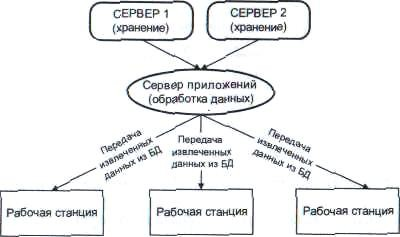 СЕРВЕР 1
(хранение)
СЕРВЕР 2
(хранение)
Сервер приложений
(обработка данных)
Передача
извлеченных
данных из БД
Передача
извлеченных
данных из БД
Передача
извлеченных
данных из БД
Рабочая станция
Рабочая станция
Рабочая станция